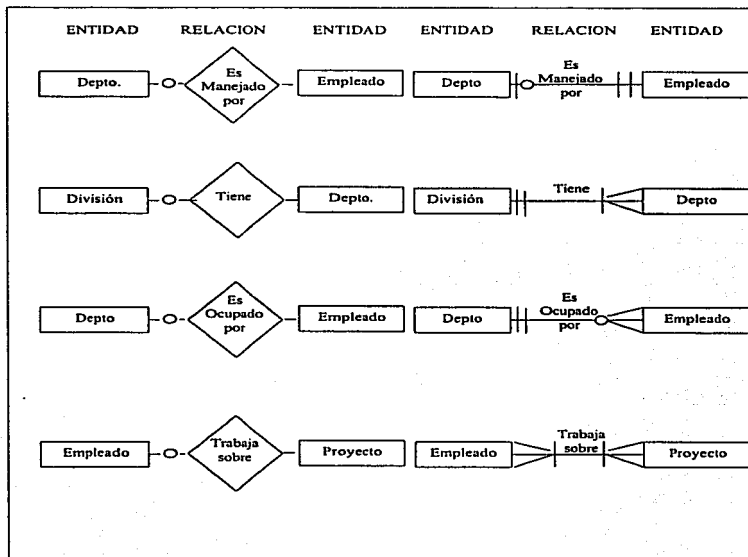 ENTIDAD RELACION ENTIDAD ENTIDAD RELACION ENTIDAD
Depto. Es Manejado por Empleado Depto Es Manejado por Empleado
División Tiene Depto. División Tiene Depto
Depto Es Ocupado por Empleado Depto Es Ocupado por Empleado
Empleado Trabaja sobre Proyecto Empleado Trabaja sobre Proyecto